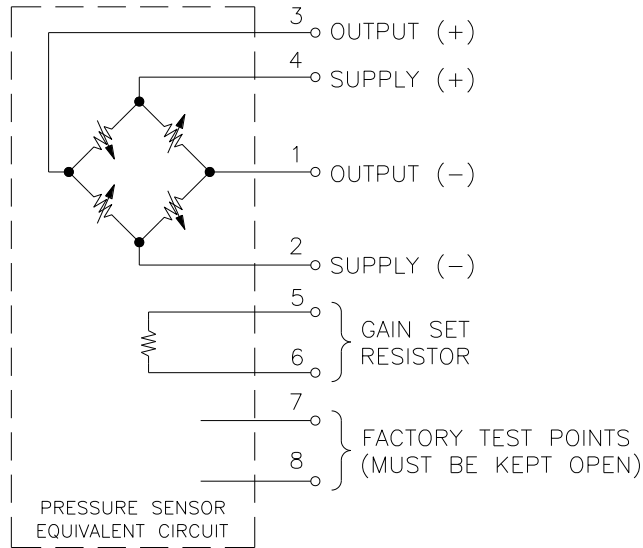 3
OUTPUT (+)
4
SUPPLY (+)
1
OUTPUT (-)
2
SUPPLY (-)
5
GAIN SET
RESISTOR
6
7
FACTORY TEST POINTS
(MUST BE KEPT OPEN)
8
PRESSURE SENSOR
EQUIVALENT CIRCUIT